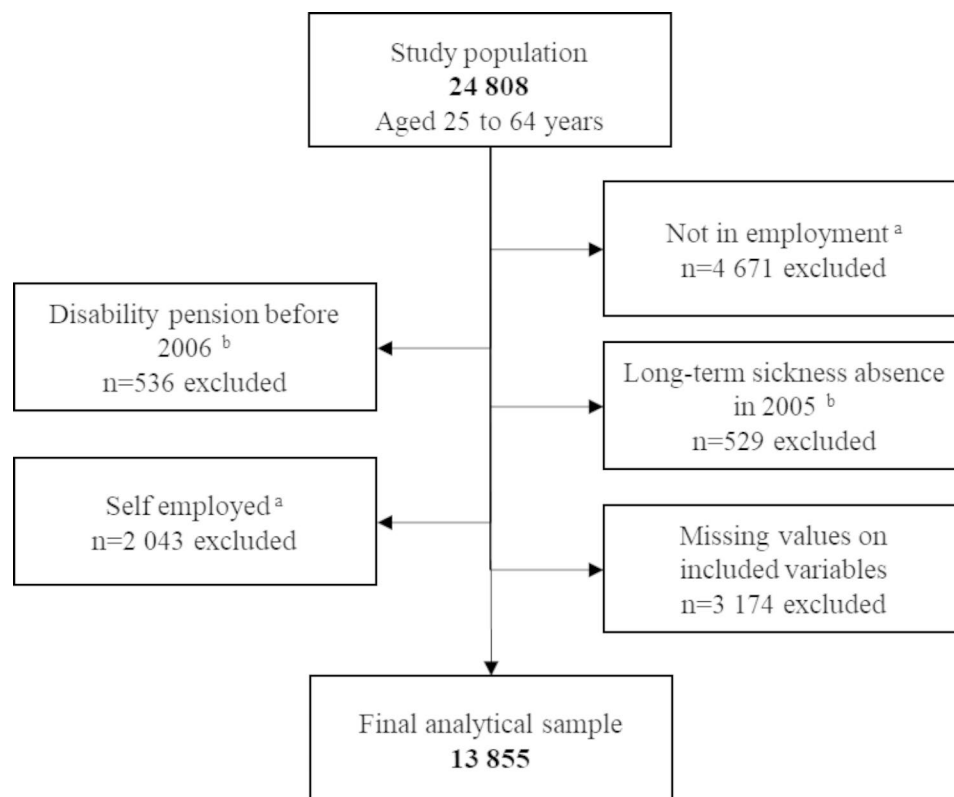 Study population
24 808
Aged 25 to 64 years
Not in employment a
n=4 671 excluded
Disability pension before
2006 b
n=536 excluded
Long-term sickness absence
in 2005 b
n=529 excluded
Self employed a
n=2 043 excluded
Missing values on
included variables
n=3 174 excluded
Final analytical sample
13 855